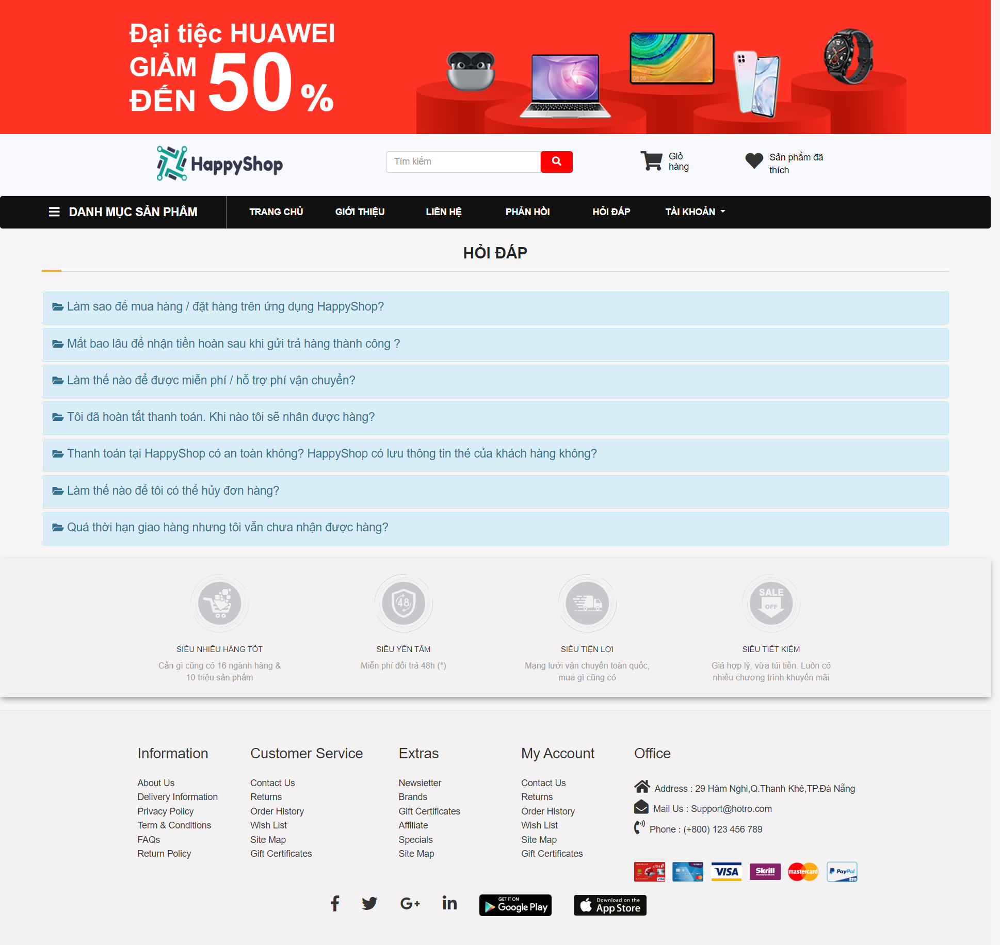 Đại tiệc HUAWEI
GIẢM
ĐẾN 50 %
08:08
HappyShop
Tìm kiếm
Giỏ
hàng
Sản phẩm đã
thích
DANH MỤC SẢN PHẨM
TRANG CHỦ
GIỚI THIỆU
LIÊN HỆ
PHẢN HỒI
HỎI ĐÁP
TÀI KHOẢN
HỎI ĐÁP
Làm sao để mua hàng / đặt hàng trên ứng dụng HappyShop?
Mất bao lâu để nhận tiền hoàn sau khi gửi trả hàng thành công ?
Làm thế nào để được miễn phí / hỗ trợ phí vận chuyển?
Tôi đã hoàn tất thanh toán. Khi nào tôi sẽ nhân được hàng?
Thanh toán tại HappyShop có an toàn không? HappyShop có lưu thông tin thẻ của khách hàng không?
Làm thế nào để tôi có thể hủy đơn hàng?
Quá thời hạn giao hàng nhưng tôi vẫn chưa nhận được hàng?
SIÊU NHIỀU HÀNG TỐT
Cần gì cũng có 16 ngành hàng &
10 triệu sản phẩm
48
SIÊU YÊN TÂM
Miễn phí đổi trả 48h (*)
SIÊU TIỆN LỢI
Mạng lưới vận chuyển toàn quốc,
mua gì cũng có
SALE
OFF
SIÊU TIẾT KIỆM
Giá hợp lý, vừa túi tiền. Luôn có
nhiều chương trình khuyến mãi
Information
About Us
Delivery Information
Privacy Policy
Term & Conditions
FAQs
Return Policy
Customer Service
Contact Us
Returns
Order History
Wish List
Site Map
Gift Certificates
Extras
Newsietter
Brands
Gift Certificates
Affiliate
Specials
Site Map
My Account
Contact Us
Returns
Order History
Wish List
Site Map
Gift Certificates
Office
Address : 29 Hàm Nghi,Q.Thanh Khê,TP.Đà Nẵng
Mail Us : Support@hotro.com
Phone : (+800) 123 456 789
UBA
VISA
NatWest
VISA
Skrill
moneybookers
mastercard
PayPal
$20
GET IT ON
Google Play
Download on the
App Store